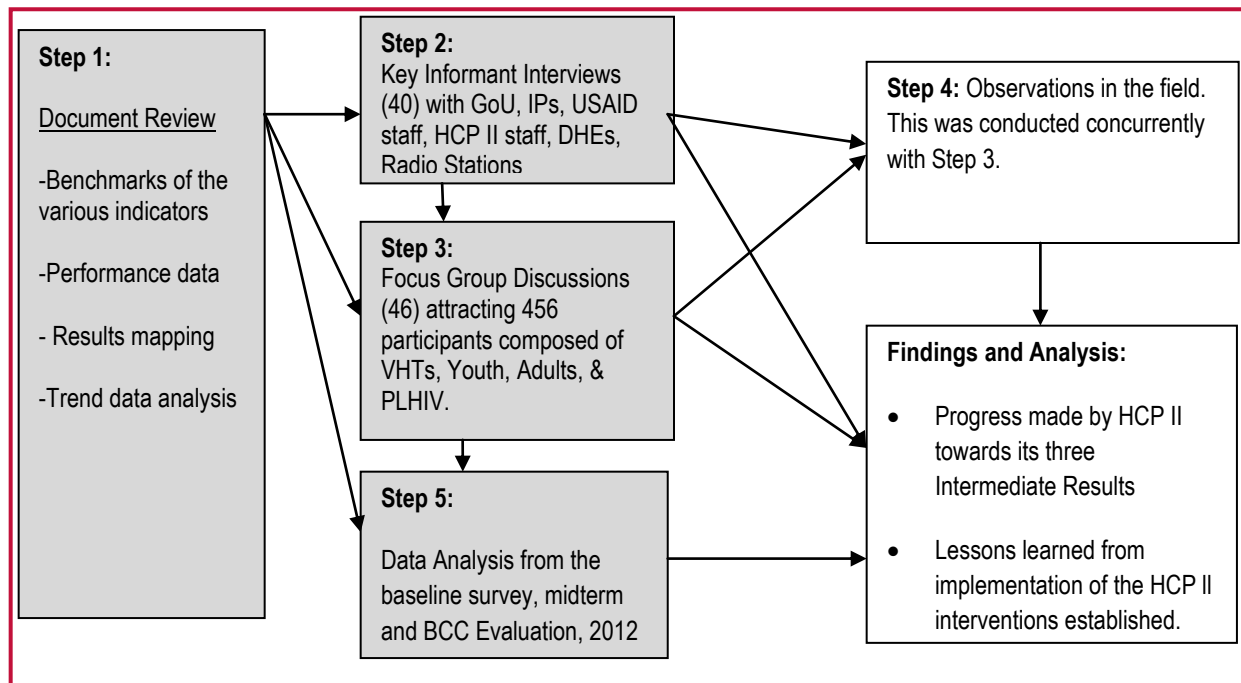 Step 1:
Document Review
-Benchmarks of the
various indicators
-Performance data
- Results mapping
-Trend data analysis
Step 2:
Key Informant Interviews
(40) with GoU, IPs, USAID
staff, HCP II staff, DHEs,
Radio Stations
Step 3:
Focus Group Discussions
(46) attracting 456
participants composed of
VHTs, Youth, Adults, &
PLHIV.
Step 5:
Data Analysis from the
baseline survey, midterm
and BCC Evaluation, 2012
Step 4: Observations in the field.
This was conducted concurrently
with Step 3.
Findings and Analysis:
• Progress made by HCP II
towards its three
Intermediate Results
• Lessons learned from
implementation of the HCP II
interventions established.